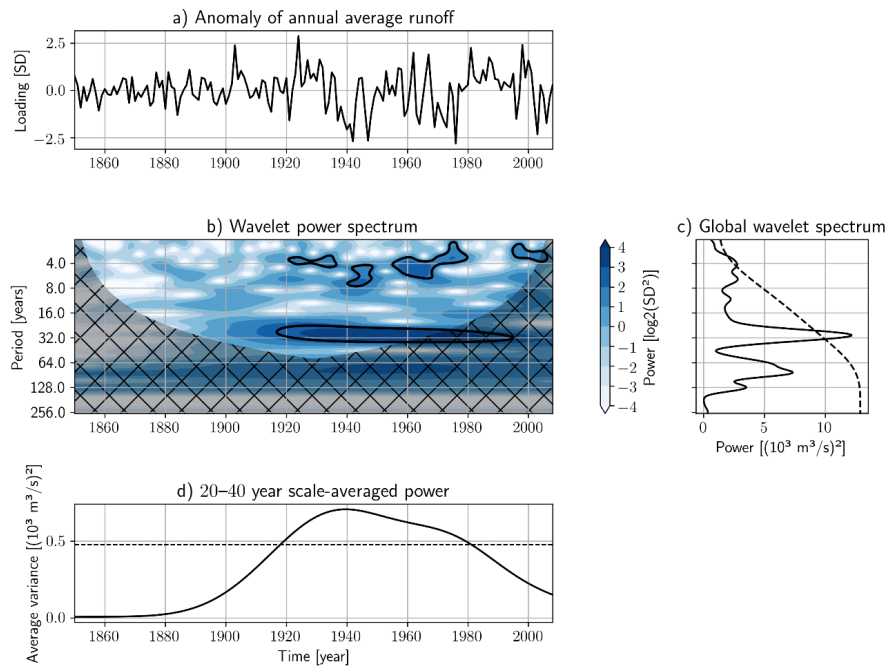 a) Anomaly of annual average runoff
Loading [SD]
2.5
0.0
−2.5
1860 1880 1900 1920 1940 1960 1980 2000
b) Wavelet power spectrum
Period [years]
4.0
8.0
16.0
32.0
64.0
128.0
256.0
1860 1880 1900 1920 1940 1960 1980 2000
4
3
2
1
0
−1
−2
−3
−4
Power [log2(SD²)]
c) Global wavelet spectrum
0 5 10
Power [(10³ m³/s)²]
d) 20–40 year scale-averaged power
Average variance [(10³ m³/s)²]
0.5
0.0
1860 1880 1900 1920 1940 1960 1980 2000
Time [year]